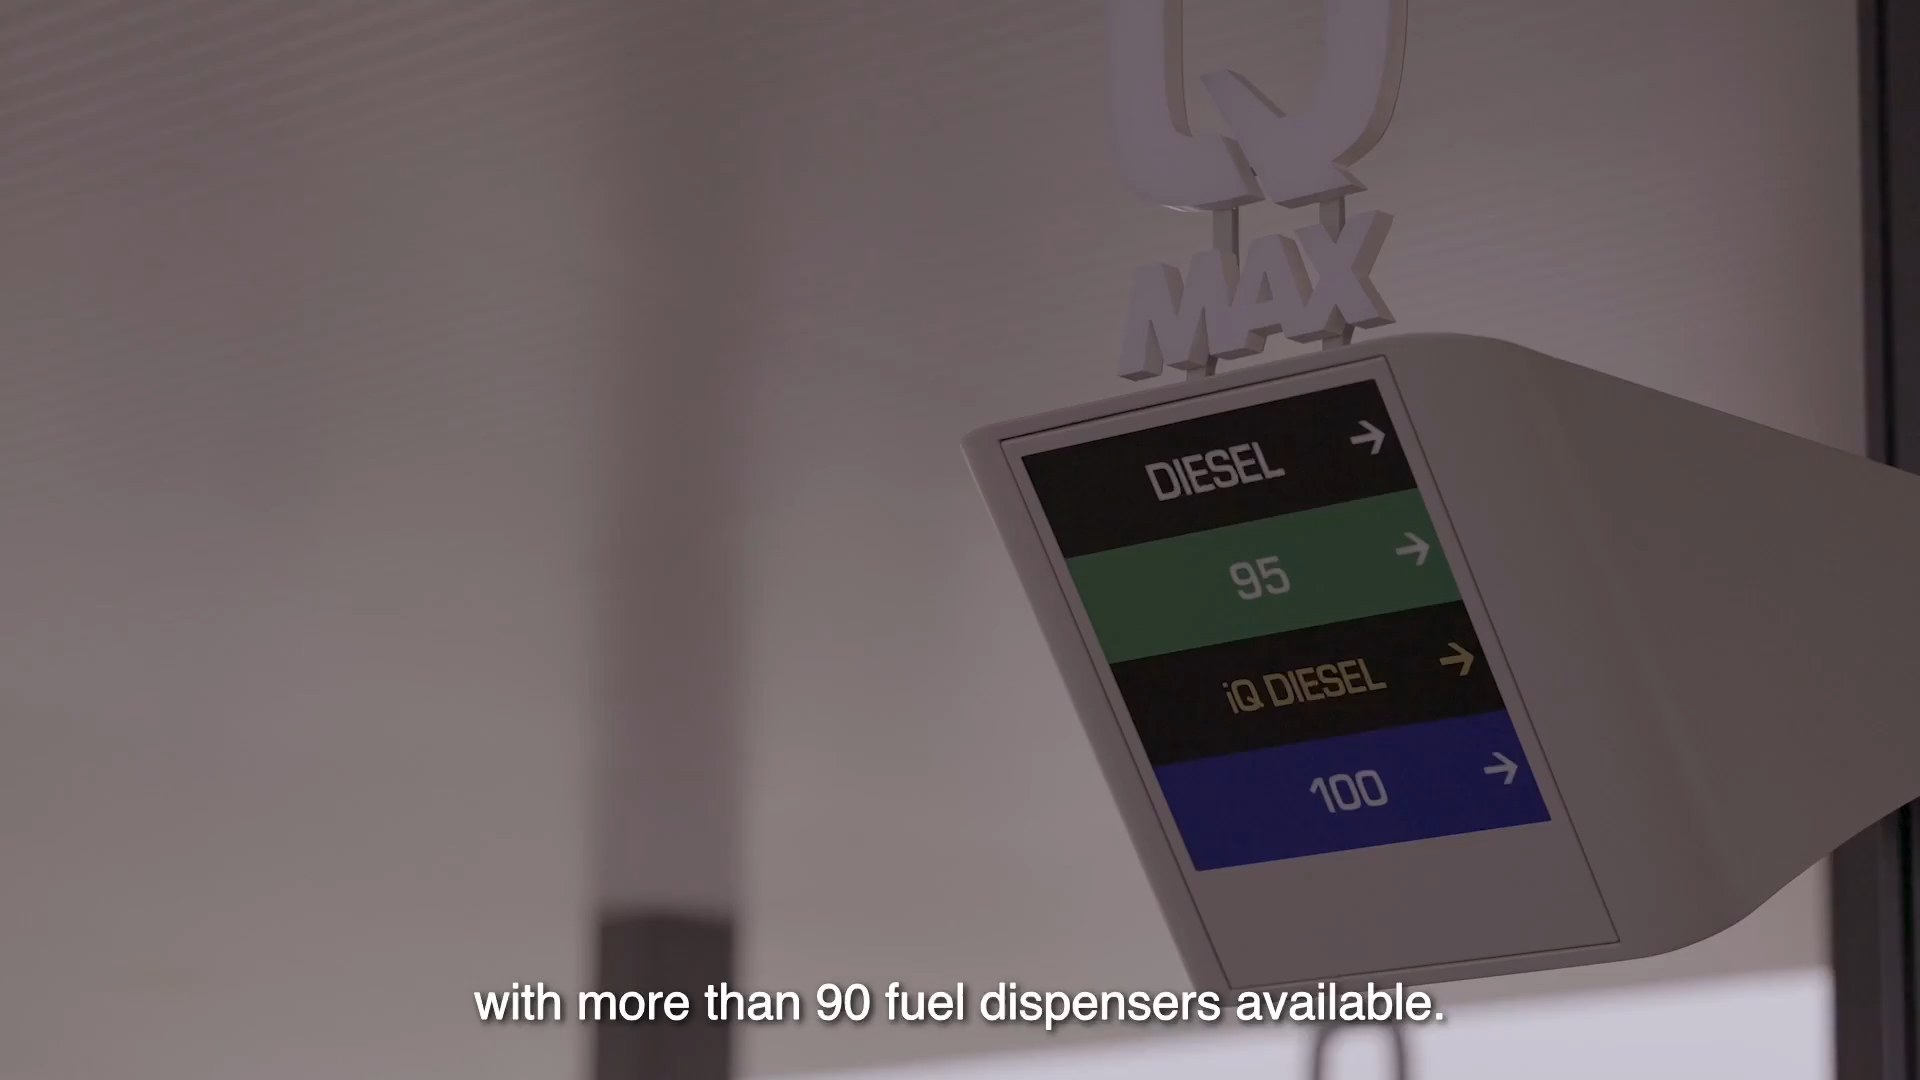 Q
MAX
DIESEL →
95 →
iQ DIESEL →
100 →
with more than 90 fuel dispensers available.